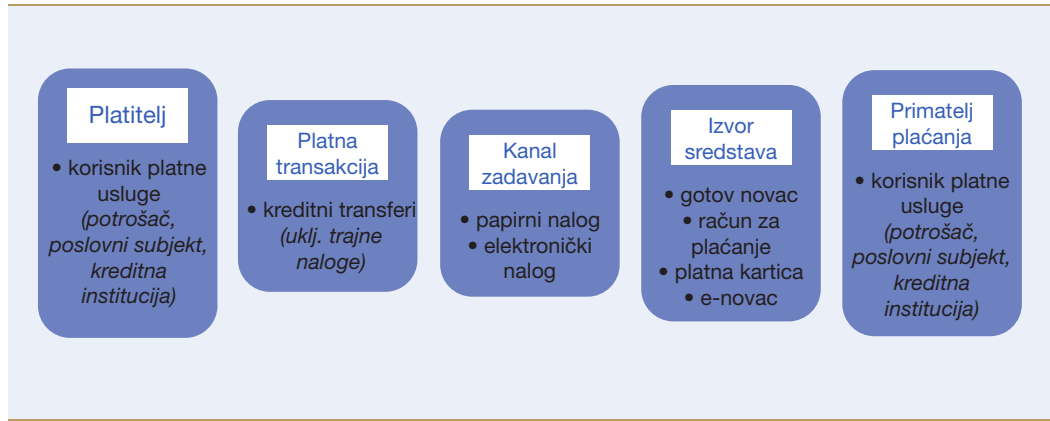 Platitelj
• korisnik platne
usluge
(potrošač,
poslovni subjekt,
kreditna
institucija)
Platna
transakcija
• kreditni transferi
(uklj. trajne
naloge)
Kanal
zadavanja
• papirni nalog
• elektronički
nalog
Izvor
sredstava
• gotov novac
• račun za
plaćanje
• platna kartica
• e-novac
Primatelj
plaćanja
• korisnik platne
usluge
(potrošač,
poslovni subjekt,
kreditna
institucija)